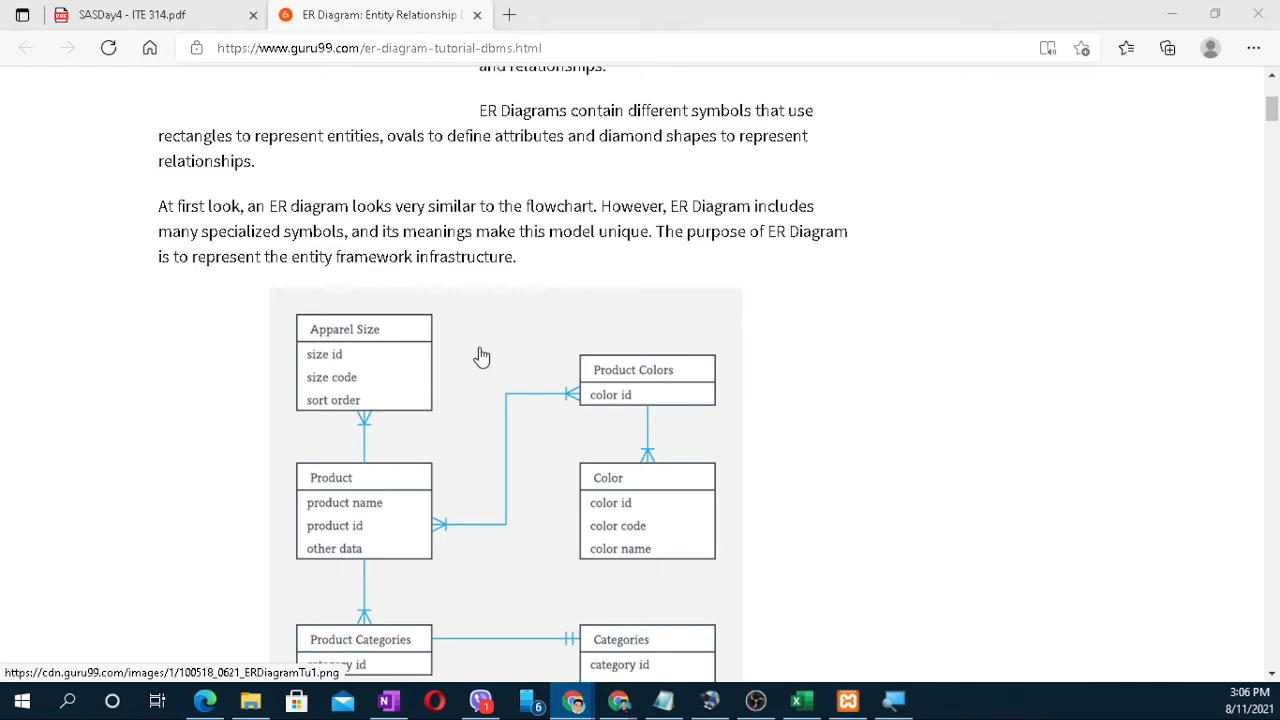 SASDay4 - ITE 314.pdf
ER Diagram: Entity Relationship D
https://www.guru99.com/er-diagram-tutorial-dbms.html
and relationships.
ER Diagrams contain different symbols that use
rectangles to represent entities, ovals to define attributes and diamond shapes to represent
relationships.
At first look, an ER diagram looks very similar to the flowchart. However, ER Diagram includes
many specialized symbols, and its meanings make this model unique. The purpose of ER Diagram
is to represent the entity framework infrastructure.
Apparel Size
size id
size code
sort order
Product Colors
color id
Product
product name
product id
other data
Color
color id
color code
color name
Product Categories
category id
Categories
category id
https://cdn.guru99.com/images/1/100518_0621_ERDiagramTu1.png
1
6
3:06 PM
8/11/2021